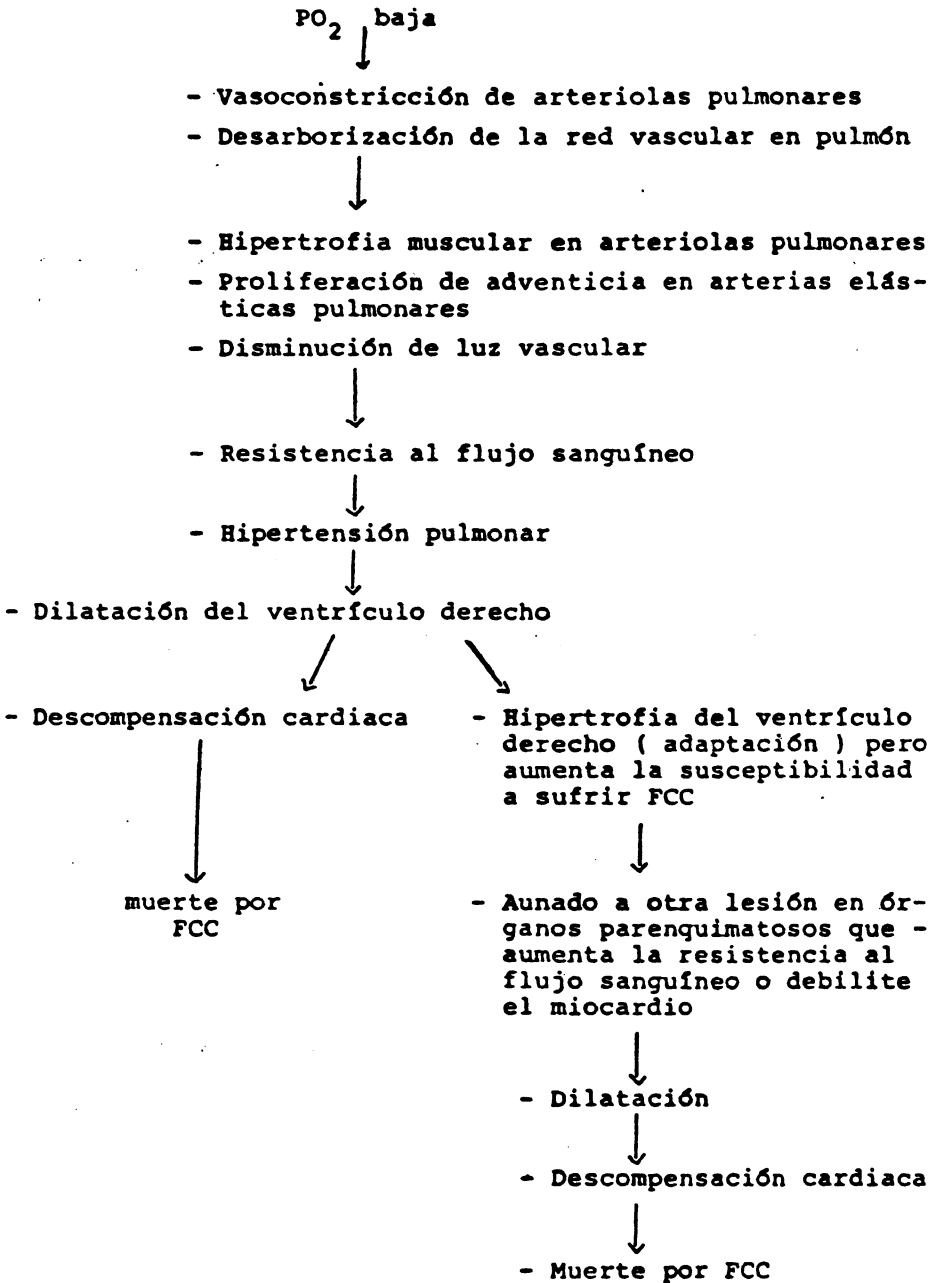 PO2 baja
- Vasoconstricción de arteriolas pulmonares
- Desarborización de la red vascular en pulmón
- Hipertrofia muscular en arteriolas pulmonares
- Proliferación de adventicia en arterias elás-
ticas pulmonares
- Disminución de luz vascular
- Resistencia al flujo sanguíneo
- Hipertensión pulmonar
- Dilatación del ventrículo derecho
- Descompensación cardiaca
muerte por
FCC
- Hipertrofia del ventrículo
derecho ( adaptación ) pero
aumenta la susceptibilidad
a sufrir FCC
- Aunado a otra lesión en ór-
ganos parenquimatosos que -
aumenta la resistencia al
flujo sanguíneo o debilite
el miocardio
- Dilatación
- Descompensación cardiaca
- Muerte por FCC